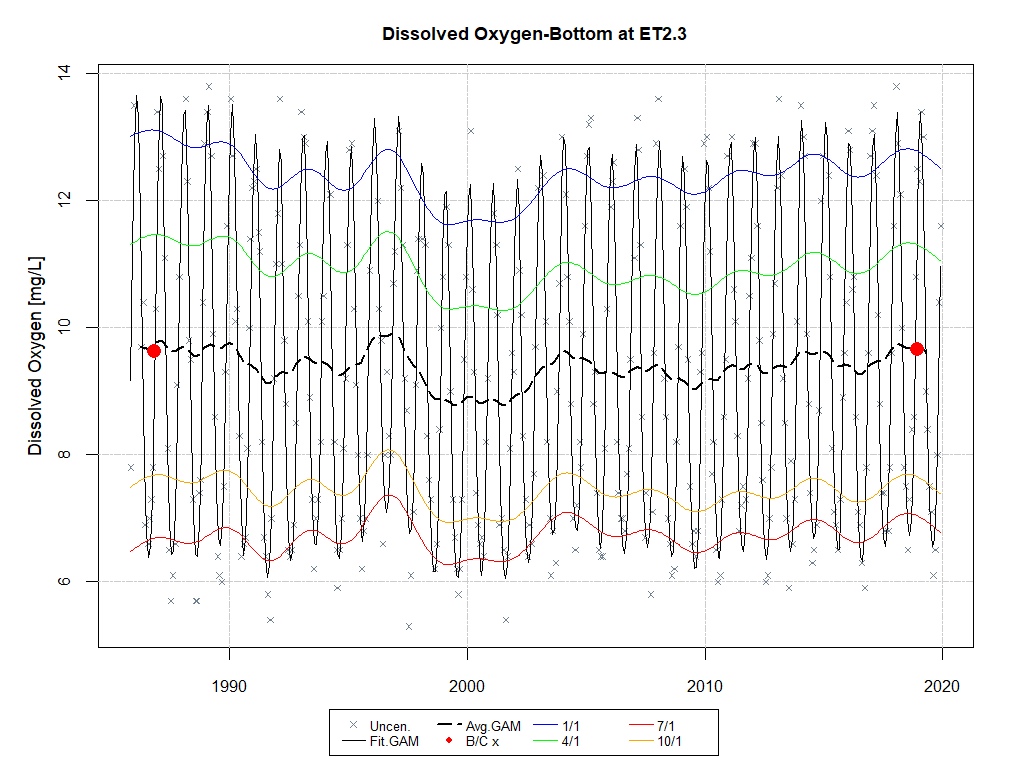 Dissolved Oxygen-Bottom at ET2.3
Dissolved Oxygen [mg/L]
14
12
10
8
6
1990 2000 2010 2020
Uncen. Avg.GAM 1/1 7/1
Fit.GAM B/C x 4/1 10/1